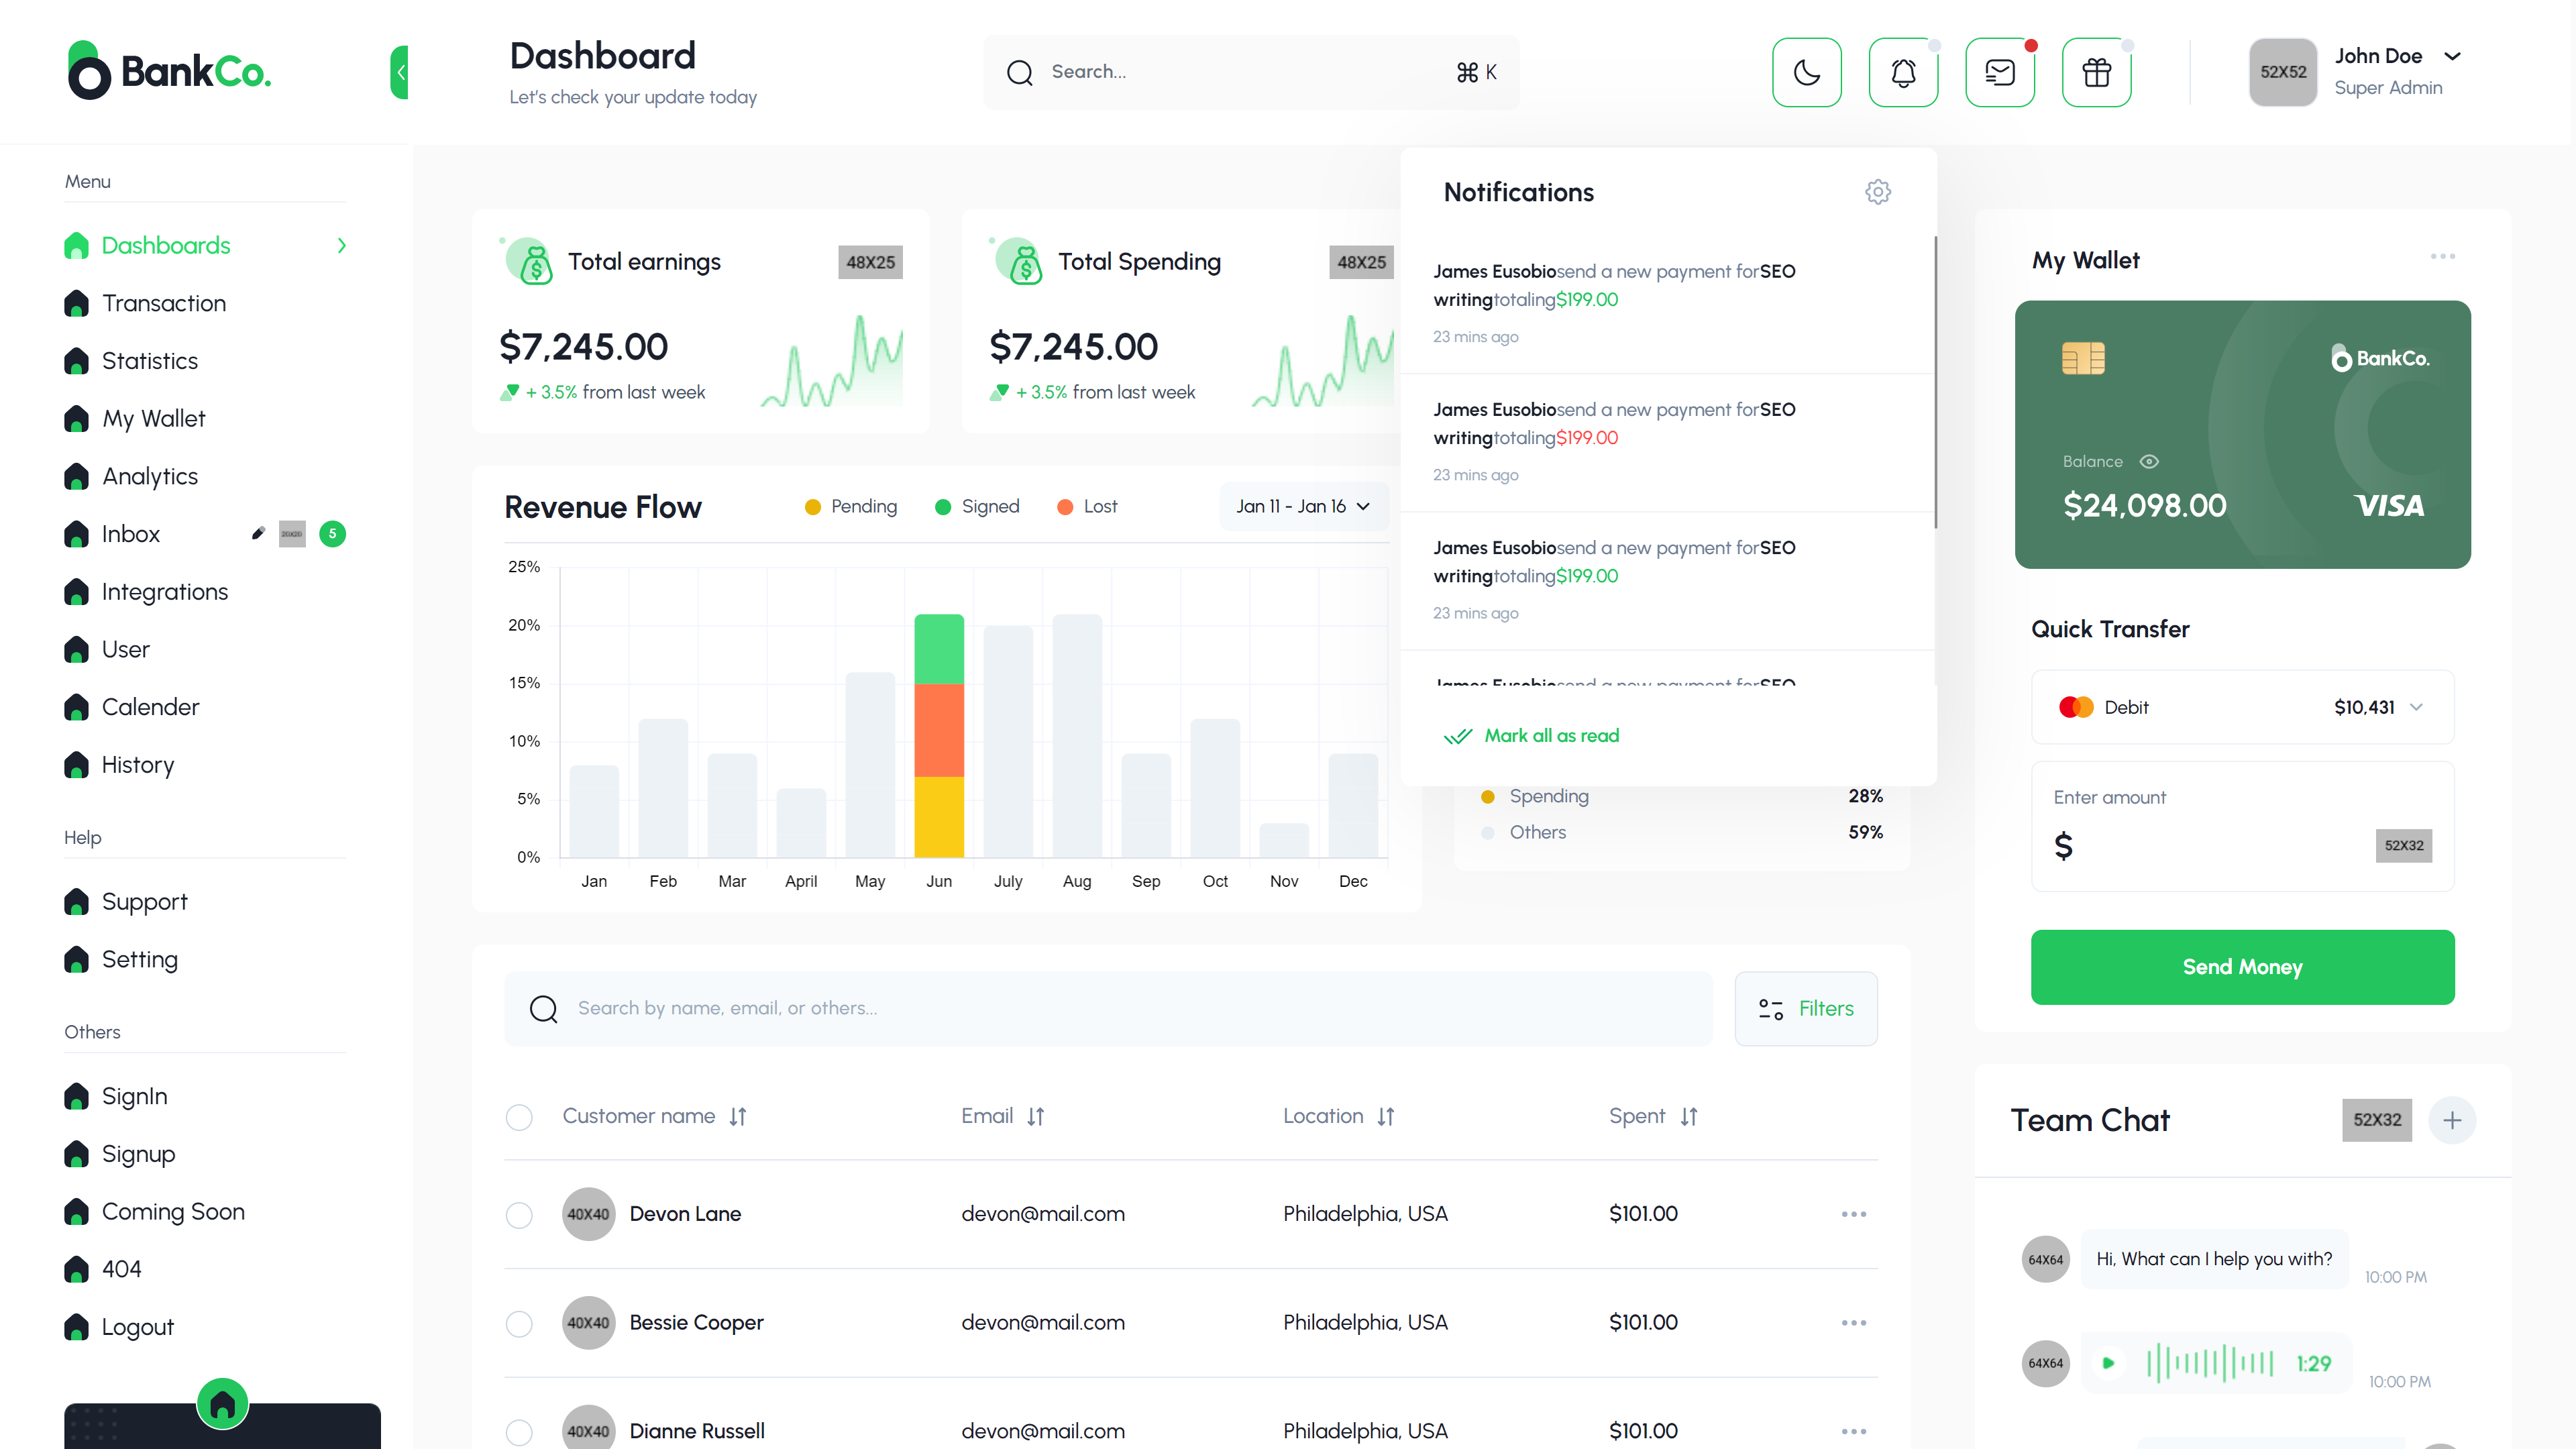 BankCo.
Dashboard
Let's check your update today
Search...
⌘ K
52X52
John Doe
Super Admin
Menu
Dashboards
Transaction
Statistics
My Wallet
Analytics
Inbox
20X20
5
Integrations
User
Calender
History
Help
Support
Setting
Others
SignIn
Signup
Coming Soon
404
Logout
Total earnings
48X25
$7,245.00
+ 3.5% from last week
Total Spending
48X25
$7,245.00
+ 3.5% from last week
Revenue Flow
Pending
Signed
Lost
Jan 11 - Jan 16
25%
20%
15%
10%
5%
0%
Jan Feb Mar April May Jun July Aug Sep Oct Nov Dec
Notifications
James Eusobiosend a new payment forSEO
writingtotaling$199.00
23 mins ago
James Eusobiosend a new payment forSEO
writingtotaling$199.00
23 mins ago
James Eusobiosend a new payment forSEO
writingtotaling$199.00
23 mins ago
James Eusobiosend a new payment forSEO
Mark all as read
Spending 28%
Others 59%
Search by name, email, or others...
Filters
Customer name Email Location Spent
40X40 Devon Lane devon@mail.com Philadelphia, USA $101.00
40X40 Bessie Cooper devon@mail.com Philadelphia, USA $101.00
40X40 Dianne Russell devon@mail.com Philadelphia, USA $101.00
My Wallet
BankCo.
Balance
$24,098.00
VISA
Quick Transfer
Debit
$10,431
Enter amount
$
52X32
Send Money
Team Chat
52X32
64X64
Hi, What can I help you with?
10:00 PM
64X64
1:29
10:00 PM